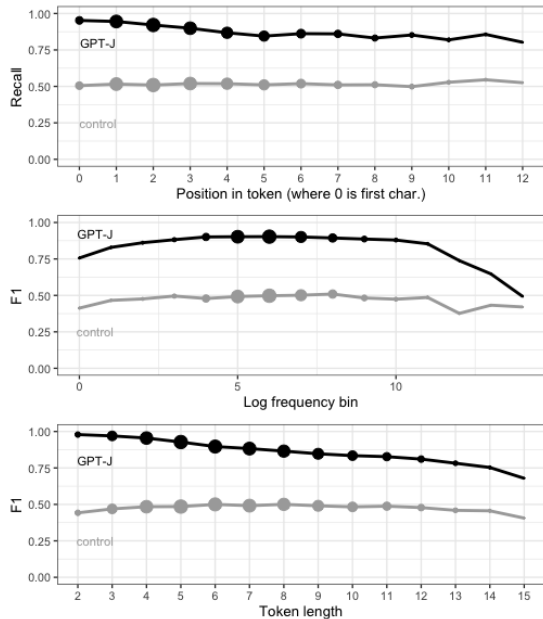 1.00
GPT-J
0.75
Recall
0.50
0.25
control
0.00
0 1 2 3 4 5 6 7 8 9 10 11 12
Position in token (where 0 is first char.)
1.00
GPT-J
0.75
F1
0.50
0.25
control
0.00
0 5 10
Log frequency bin
1.00
GPT-J
0.75
F1
0.50
0.25
control
0.00
2 3 4 5 6 7 8 9 10 11 12 13 14 15
Token length